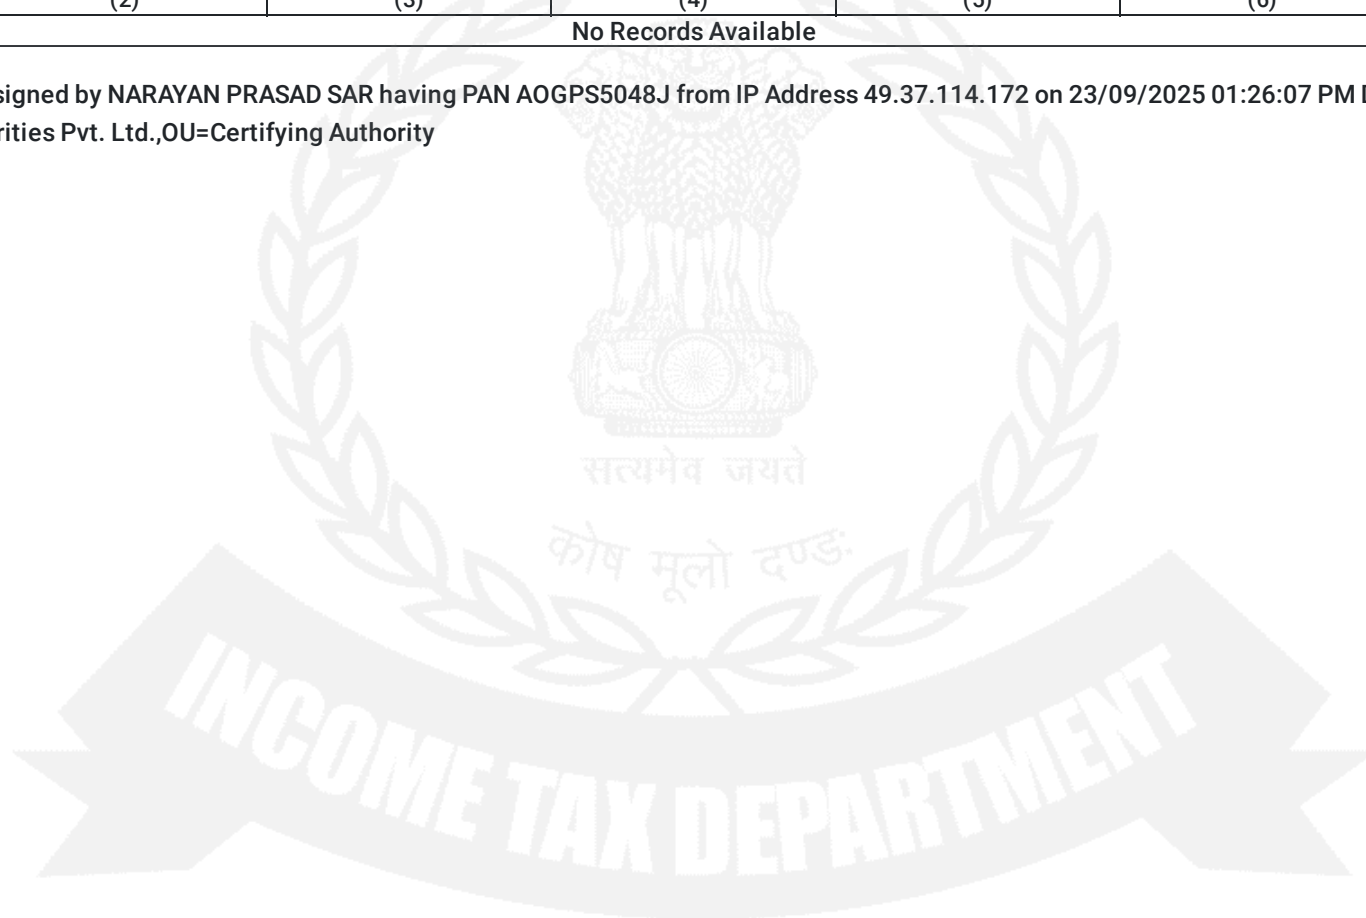 (2) (3) (4) (5) (6)
No Records Available
signed by NARAYAN PRASAD SAR having PAN AOGPS5048J from IP Address 49.37.114.172 on 23/09/2025 01:26:07 PM D
rities Pvt. Ltd.,OU=Certifying Authority
सत्यमेव जयते
कोष मूलो दण्डः
INCOME TAX DEPARTMENT